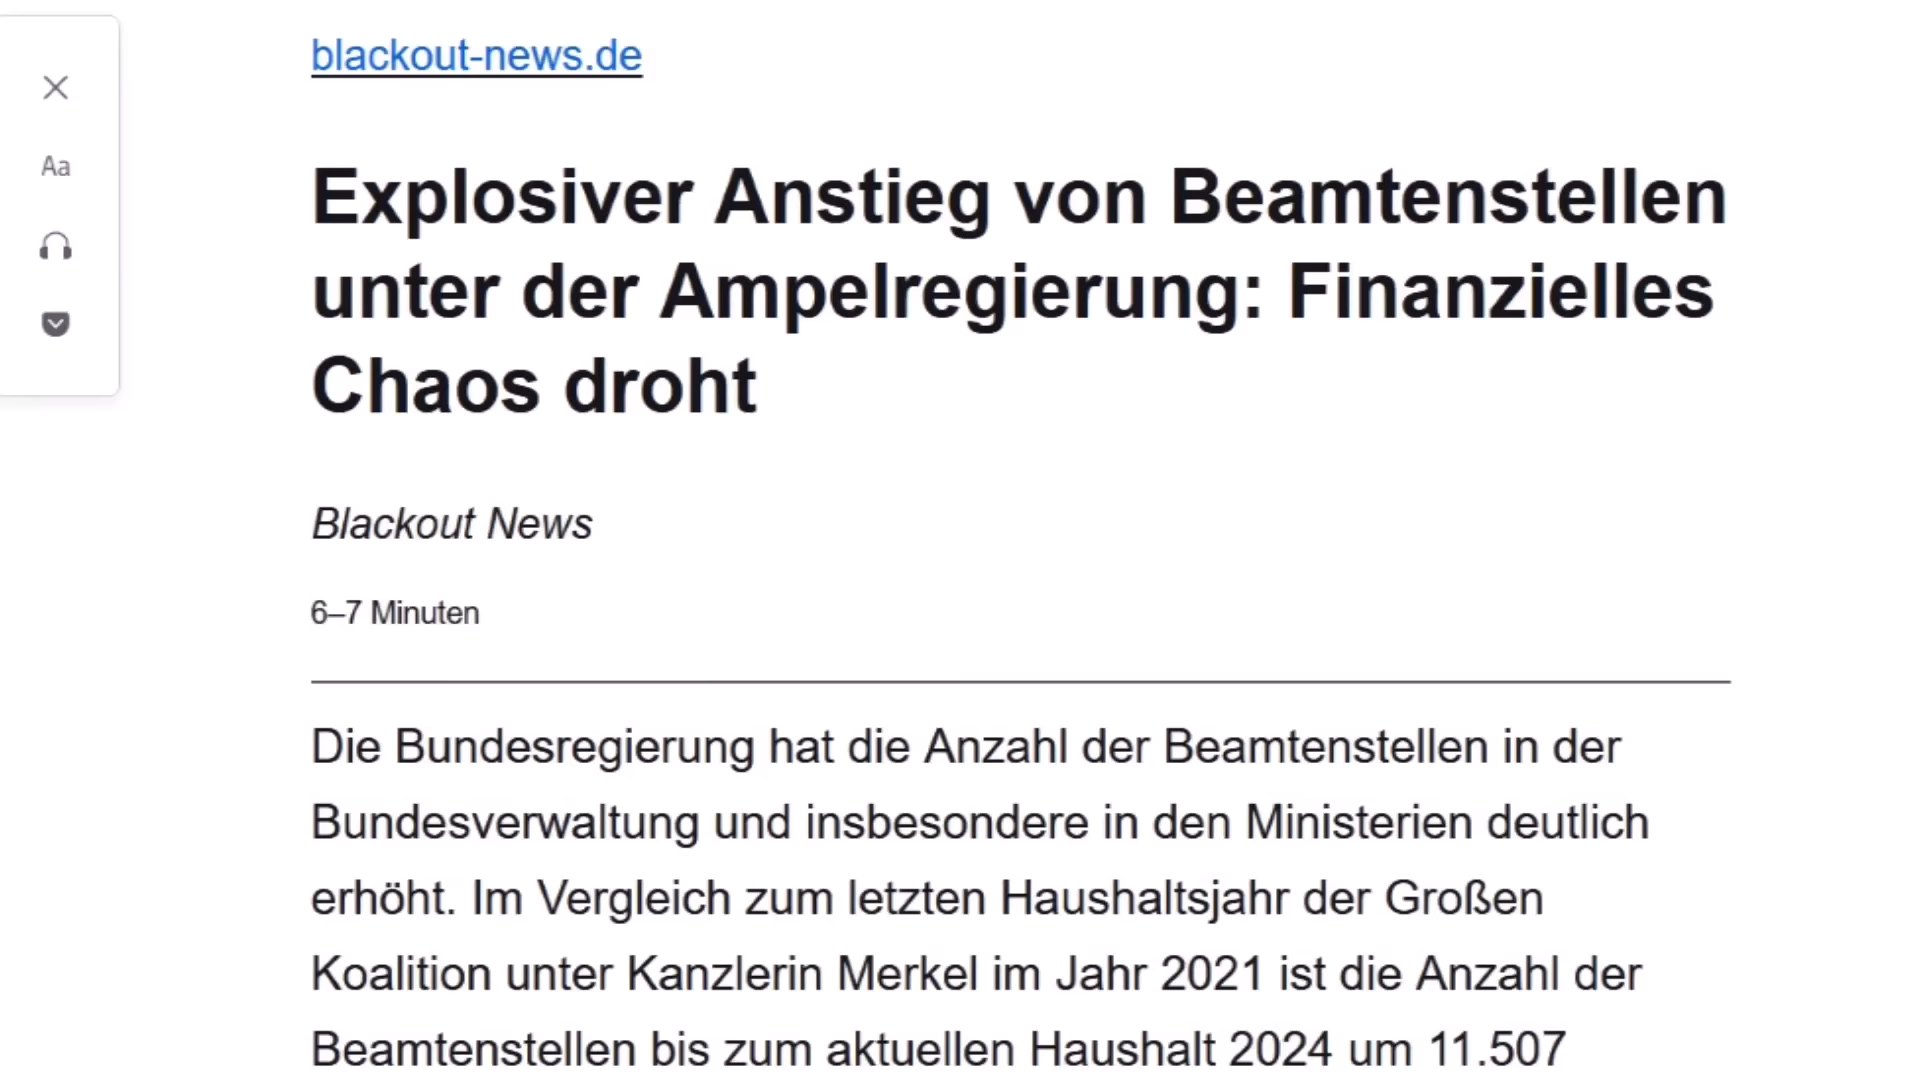 blackout-news.de
Aa
Explosiver Anstieg von Beamtenstellen
unter der Ampelregierung: Finanzielles
Chaos droht
Blackout News
6–7 Minuten
Die Bundesregierung hat die Anzahl der Beamtenstellen in der
Bundesverwaltung und insbesondere in den Ministerien deutlich
erhöht. Im Vergleich zum letzten Haushaltsjahr der Großen
Koalition unter Kanzlerin Merkel im Jahr 2021 ist die Anzahl der
Beamtenstellen bis zum aktuellen Haushalt 2024 um 11.507